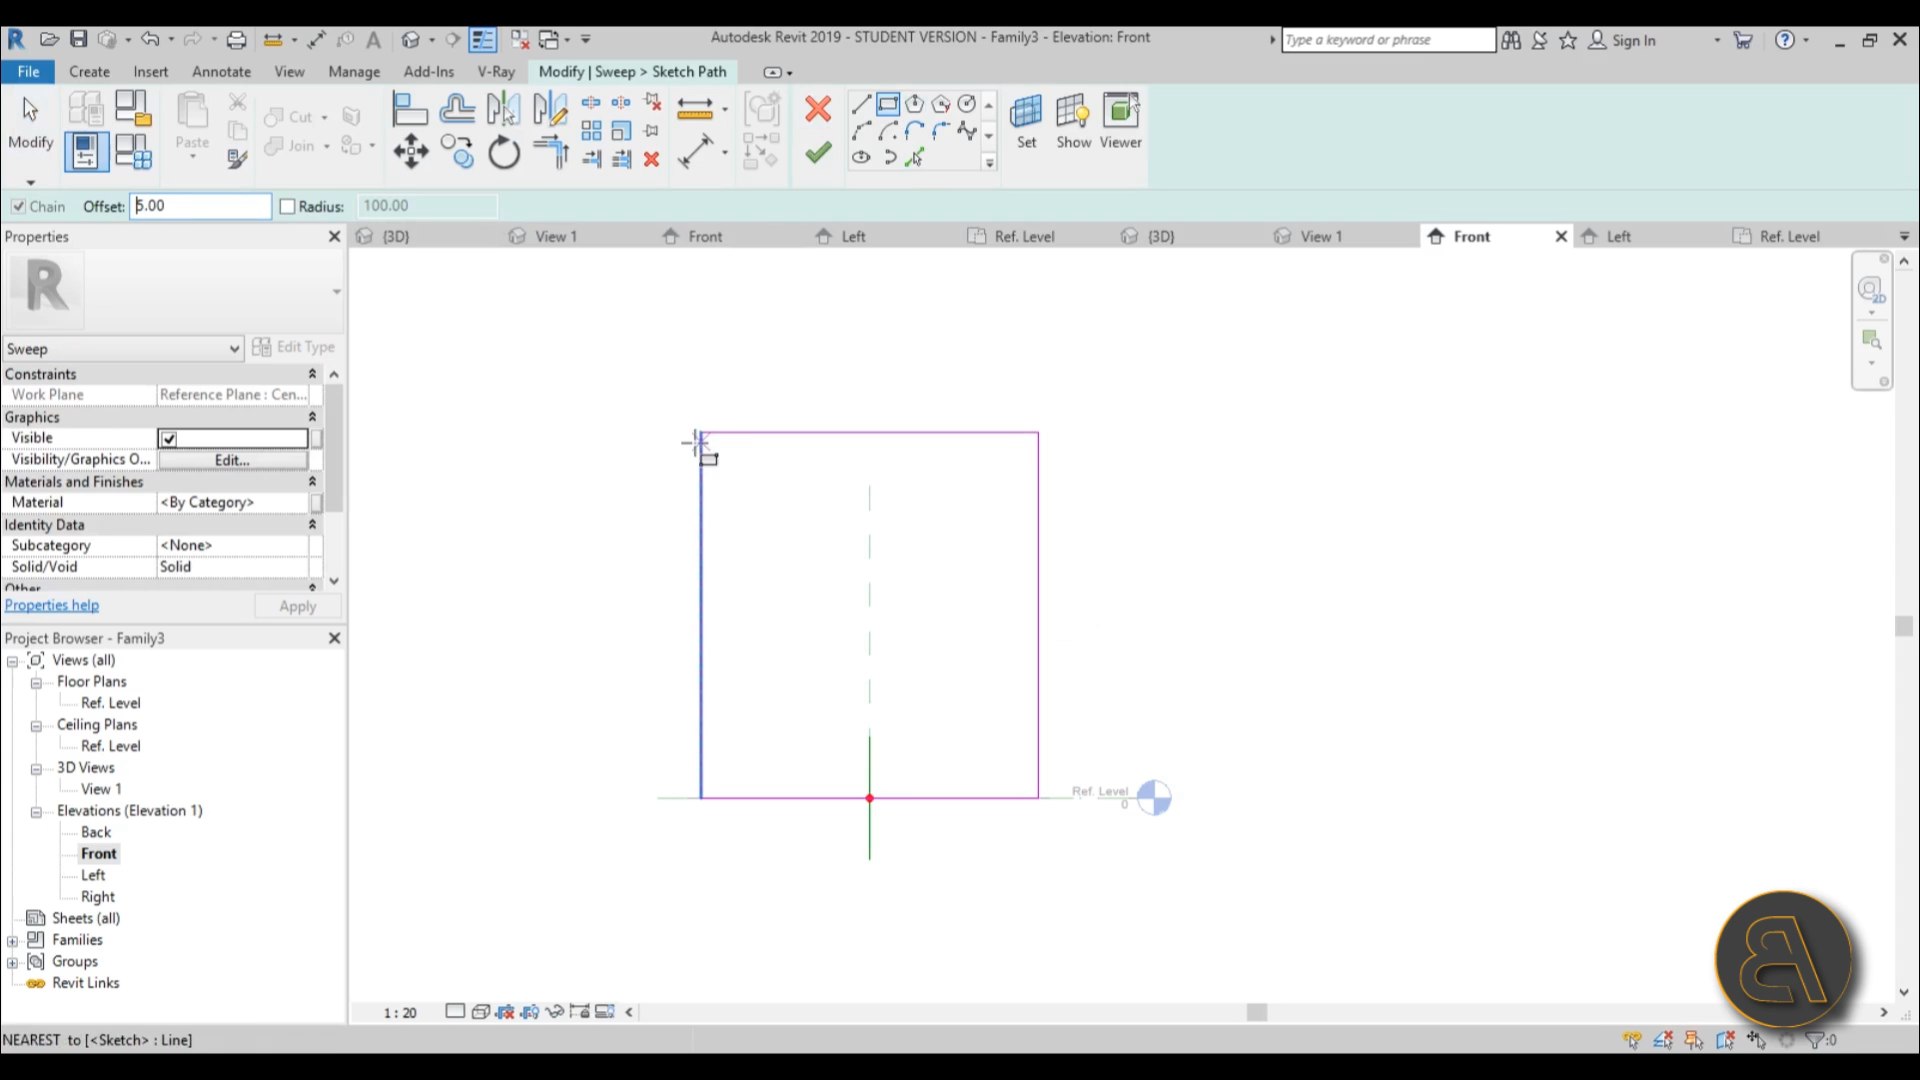 Autodesk Revit 2019 - STUDENT VERSION - Family3 - Elevation: Front
Type a keyword or phrase
Sign In
File Create Insert Annotate View Manage Add-Ins V-Ray Modify | Sweep > Sketch Path
Modify
Paste
Cut
Join
Set Show Viewer
Chain Offset: 5.00 Radius: 100.00
Properties
{3D} View 1 Front Left Ref. Level {3D} View 1 Front Left Ref. Level
Sweep Edit Type
Constraints
Work Plane Reference Plane : Cen...
Graphics
Visible
Visibility/Graphics O... Edit...
Materials and Finishes
Material <By Category>
Identity Data
Subcategory <None>
Solid/Void Solid
Other
Properties help Apply
Project Browser - Family3
Views (all)
Floor Plans
Ref. Level
Ceiling Plans
Ref. Level
3D Views
View 1
Elevations (Elevation 1)
Back
Front
Left
Right
Sheets (all)
Families
Groups
Revit Links
Ref. Level
0
2D
1 : 20
NEAREST to [<Sketch> : Line]
:0